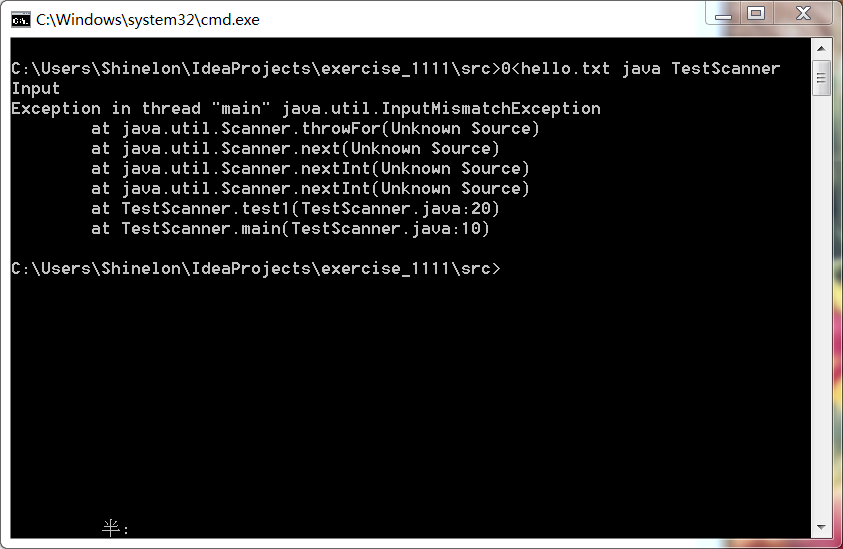 C:\Windows\system32\cmd.exe
C:\Users\Shinelon\IdeaProjects\exercise_1111\src>0<hello.txt java TestScanner
Input
Exception in thread "main" java.util.InputMismatchException
        at java.util.Scanner.throwFor(Unknown Source)
        at java.util.Scanner.next(Unknown Source)
        at java.util.Scanner.nextInt(Unknown Source)
        at java.util.Scanner.nextInt(Unknown Source)
        at TestScanner.test1(TestScanner.java:20)
        at TestScanner.main(TestScanner.java:10)
C:\Users\Shinelon\IdeaProjects\exercise_1111\src>
半: